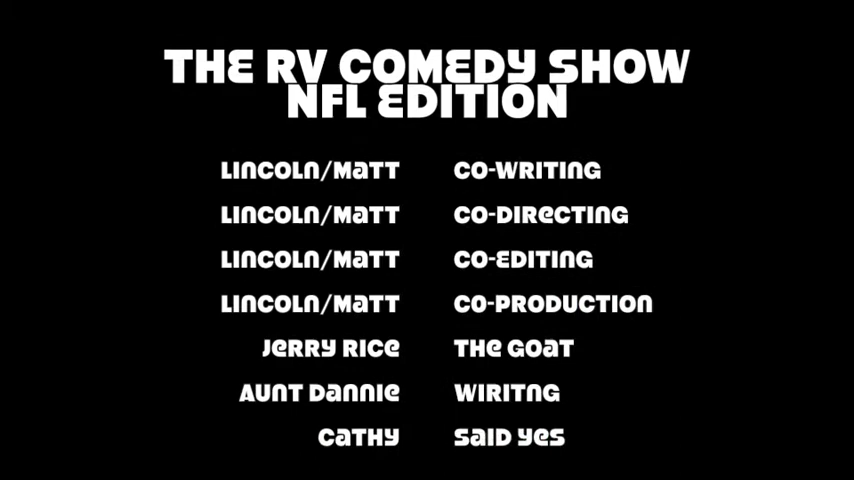 THE RV COMEDY SHOW
NFL EDITION
LINCOLN/MATT CO-WRITING
LINCOLN/MATT CO-DIRECTING
LINCOLN/MATT CO-EDITING
LINCOLN/MATT CO-PRODUCTION
JERRY RICE THE GOAT
AUNT DANNIE WIRITNG
CATHY SAID YES